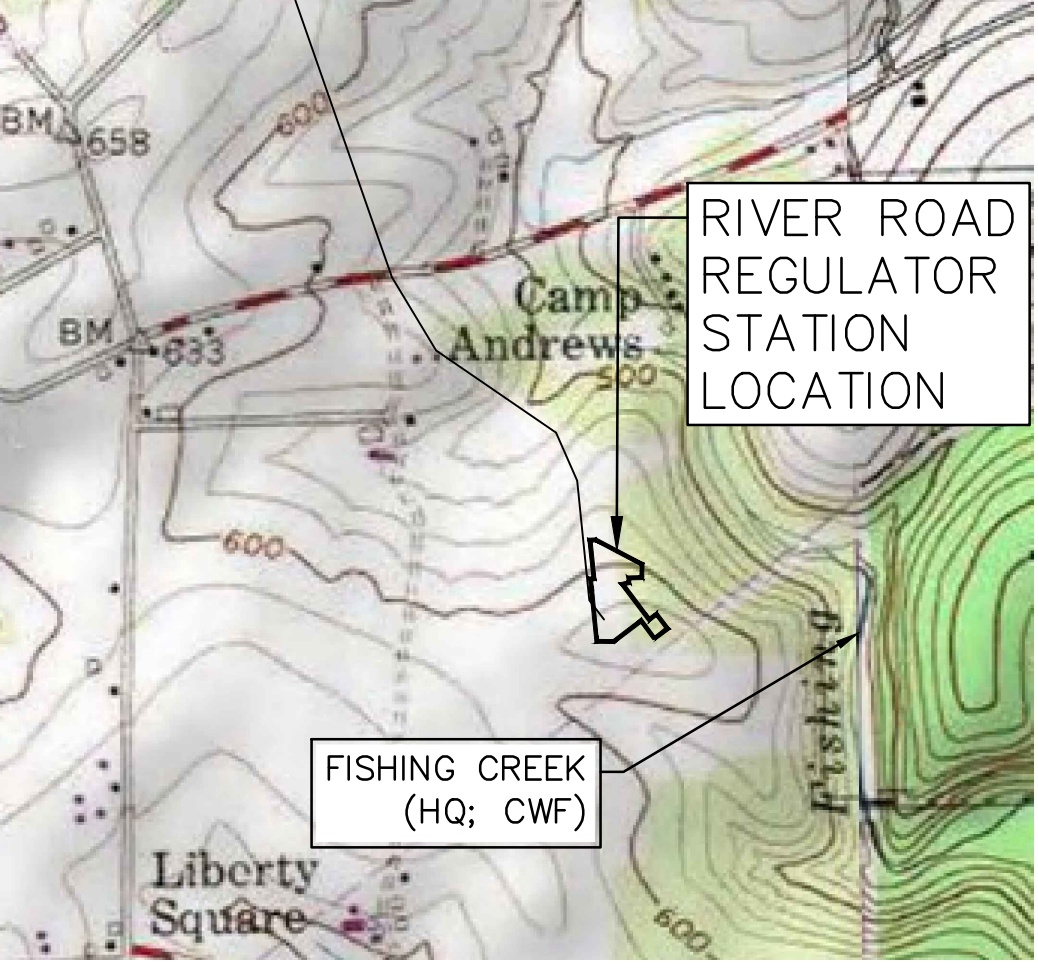 600
BM
658
RIVER ROAD
REGULATOR
STATION
LOCATION
BM
633
Camp
Andrews
500
600
Fishing
FISHING CREEK
(HQ; CWF)
Liberty
Square
600